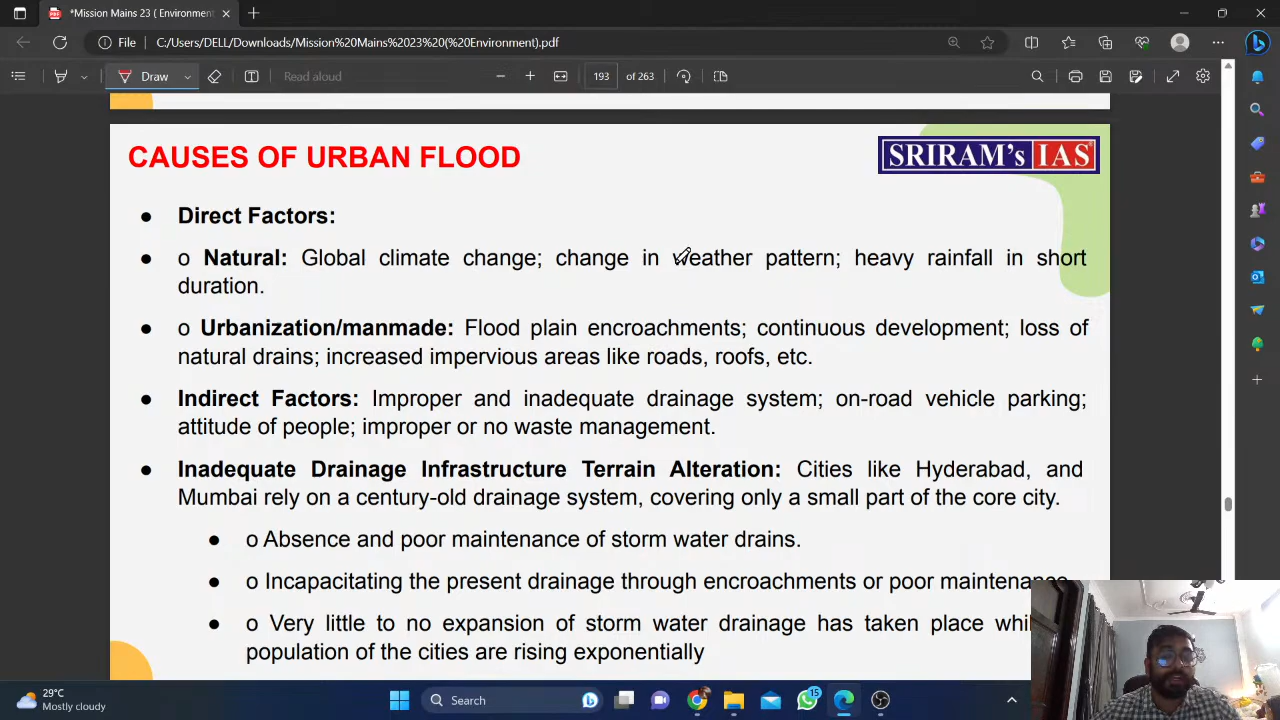 *Mission Mains 23 ( Environment
File
C:/Users/DELL/Downloads/Mission%20Mains%2023%20(%20Environment).pdf
Draw
Read aloud
193 of 263
CAUSES OF URBAN FLOOD
SRIRAM's IAS
● Direct Factors:
● o Natural: Global climate change; change in weather pattern; heavy rainfall in short
duration.
● o Urbanization/manmade: Flood plain encroachments; continuous development; loss of
natural drains; increased impervious areas like roads, roofs, etc.
● Indirect Factors: Improper and inadequate drainage system; on-road vehicle parking;
attitude of people; improper or no waste management.
● Inadequate Drainage Infrastructure Terrain Alteration: Cities like Hyderabad, and
Mumbai rely on a century-old drainage system, covering only a small part of the core city.
● o Absence and poor maintenance of storm water drains.
● o Incapacitating the present drainage through encroachments or poor maintenance
● o Very little to no expansion of storm water drainage has taken place
population of the cities are rising exponentially
29°C
Mostly cloudy
Search
15